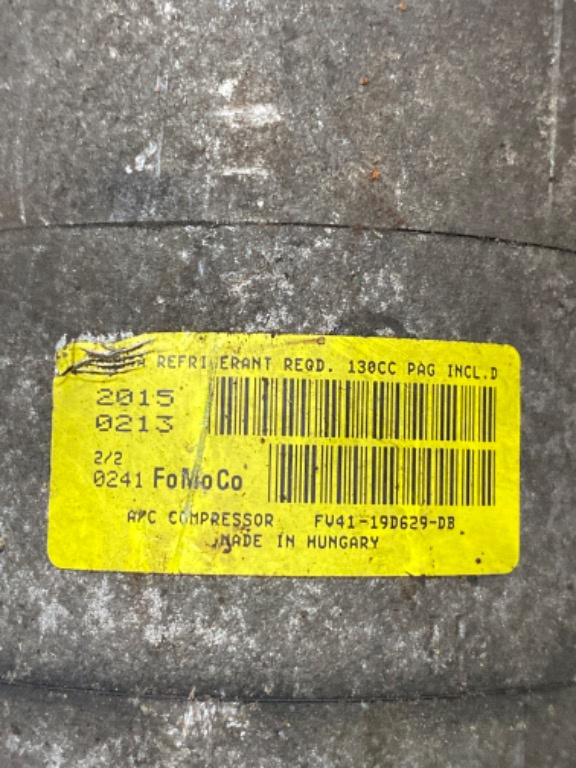 REFRIGERANT REQD. 130CC PAG INCL.D
2015
0213
2/2
0241 FoMoCo
A/C COMPRESSOR FV41-19D629-DB
MADE IN HUNGARY